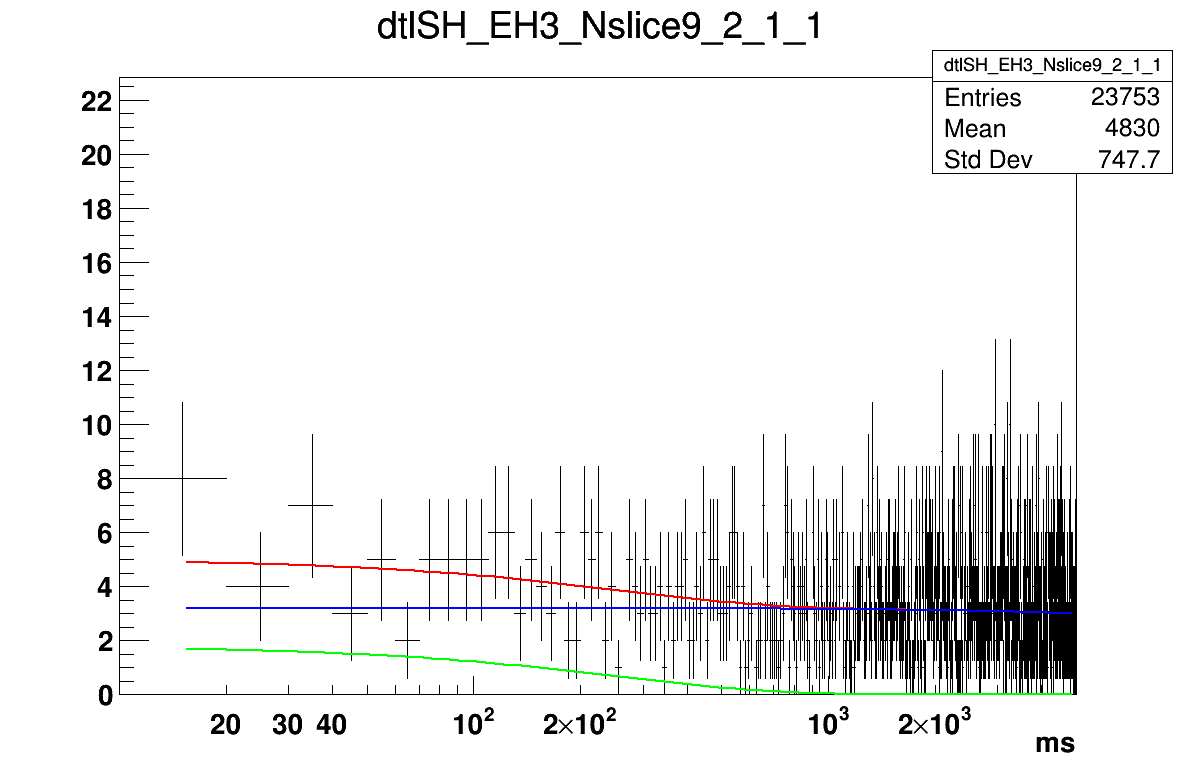 dtlSH_EH3_Nslice9_2_1_1
dtlSH_EH3_Nslice9_2_1_1
Entries 23753
Mean 4830
Std Dev 747.7
22
20
18
16
14
12
10
8
6
4
2
0
20 30 40 10² 2×10² 10³ 2×10³
ms